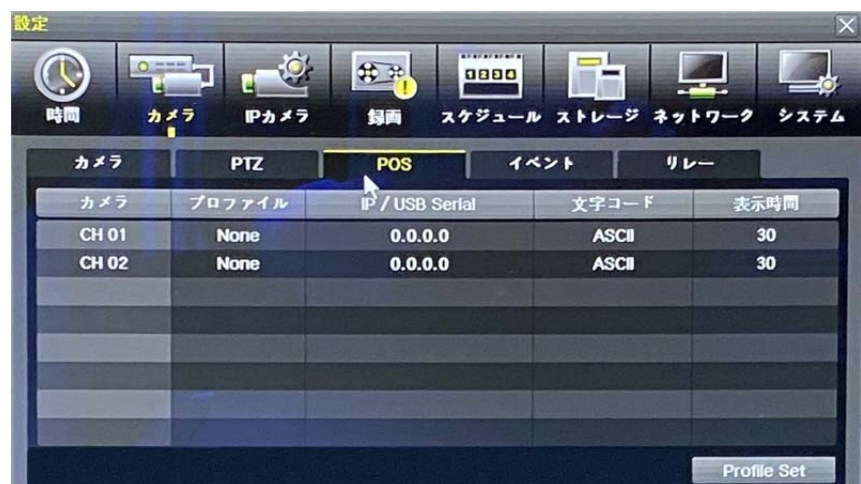 設定
時間 カメラ IPカメラ 録画 スケジュール ストレージ ネットワーク システム
カメラ PTZ POS イベント リレー
カメラ プロファイル IP / USB Serial 文字コード 表示時間
CH 01 None 0.0.0.0 ASCII 30
CH 02 None 0.0.0.0 ASCII 30
Profile Set